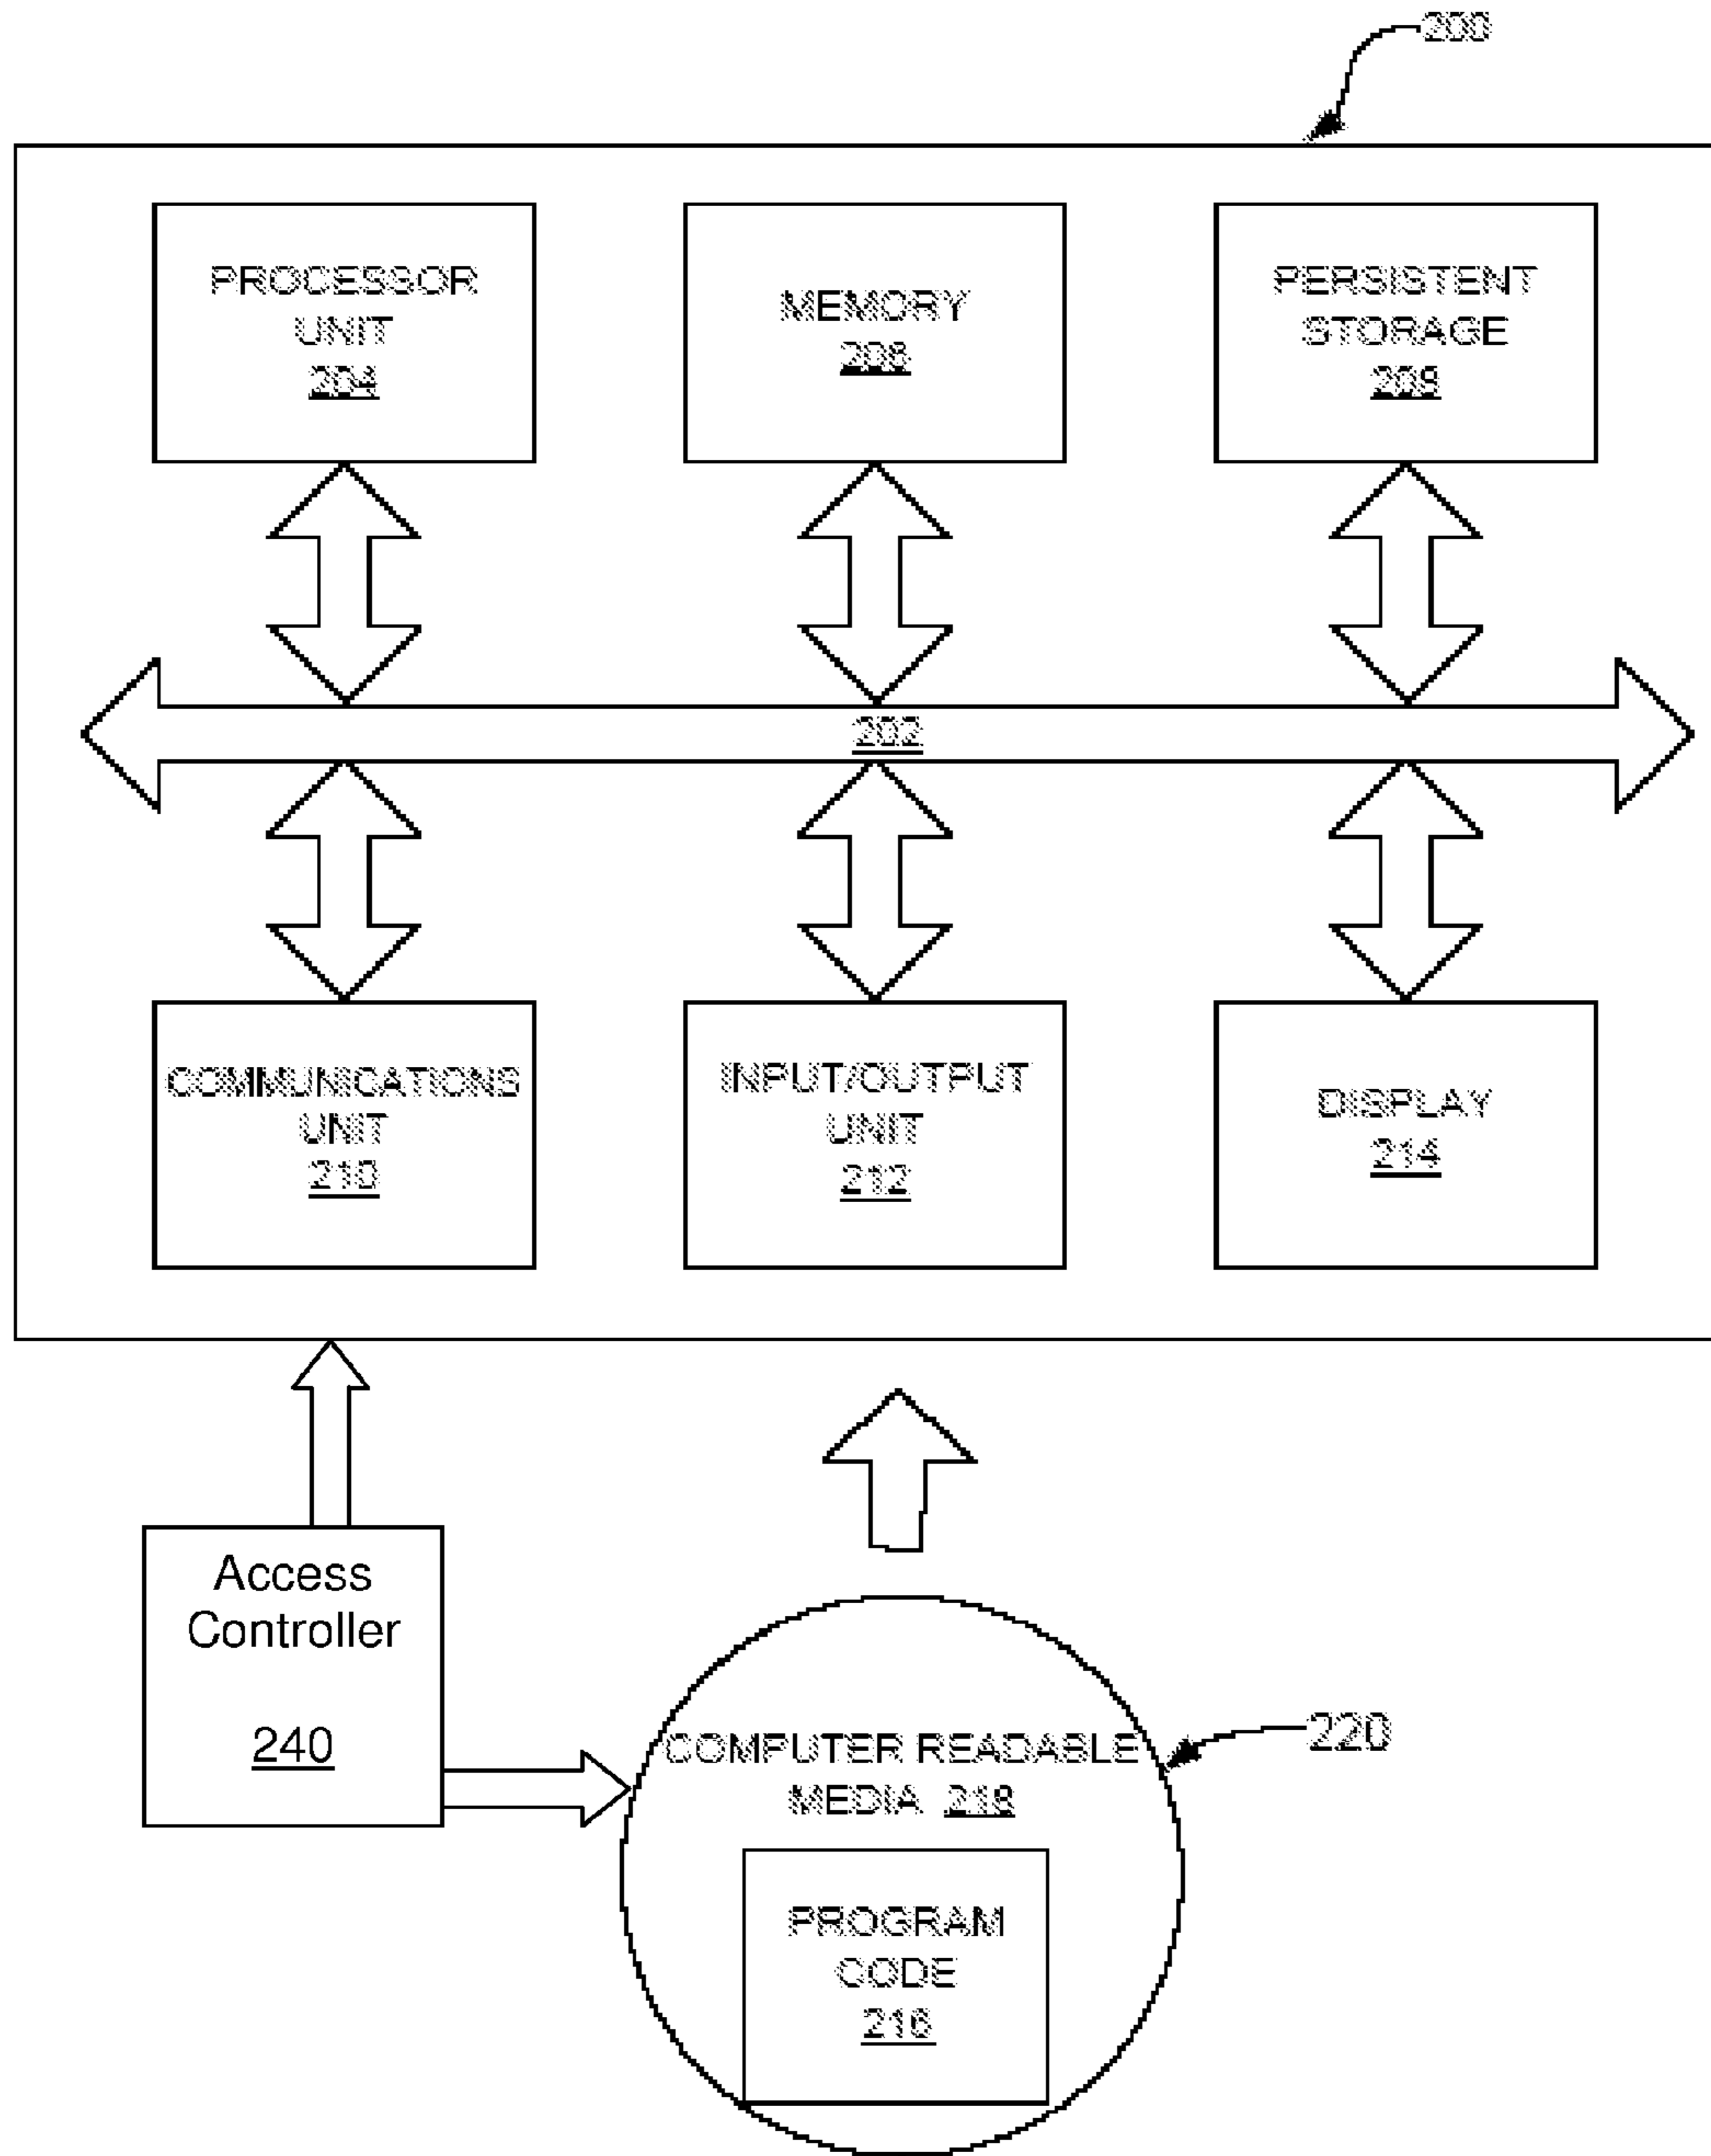 200
PROCESSOR
UNIT
204
MEMORY
206
PERSISTENT
STORAGE
208
202
COMMUNICATIONS
UNIT
210
INPUT/OUTPUT
UNIT
212
DISPLAY
214
Access
Controller
240
COMPUTER READABLE
MEDIA 218
220
PROGRAM
CODE
216